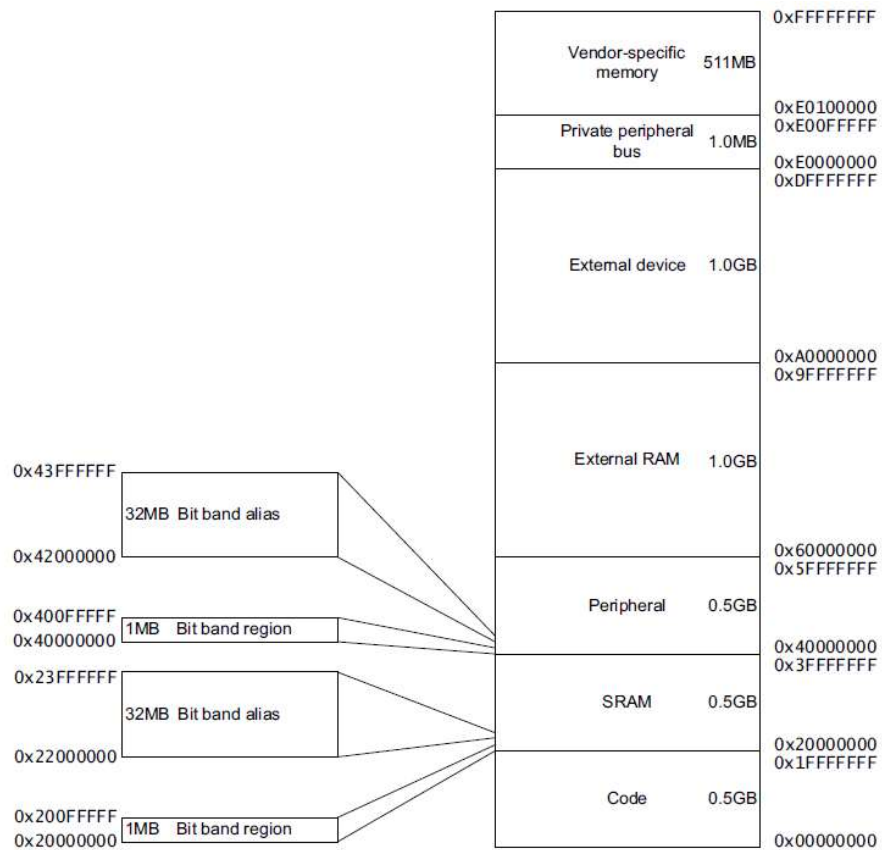 0xFFFFFFFF
Vendor-specific
memory
511MB
0xE0100000
0xE00FFFFF
Private peripheral
bus
1.0MB
0xE0000000
0xDFFFFFFF
External device
1.0GB
0xA0000000
0x9FFFFFFF
External RAM
1.0GB
0x60000000
0x5FFFFFFF
Peripheral
0.5GB
0x40000000
0x3FFFFFFF
SRAM
0.5GB
0x20000000
0x1FFFFFFF
Code
0.5GB
0x00000000
0x43FFFFFF
32MB Bit band alias
0x42000000
0x400FFFFF
1MB Bit band region
0x40000000
0x23FFFFFF
32MB Bit band alias
0x22000000
0x200FFFFF
1MB Bit band region
0x20000000